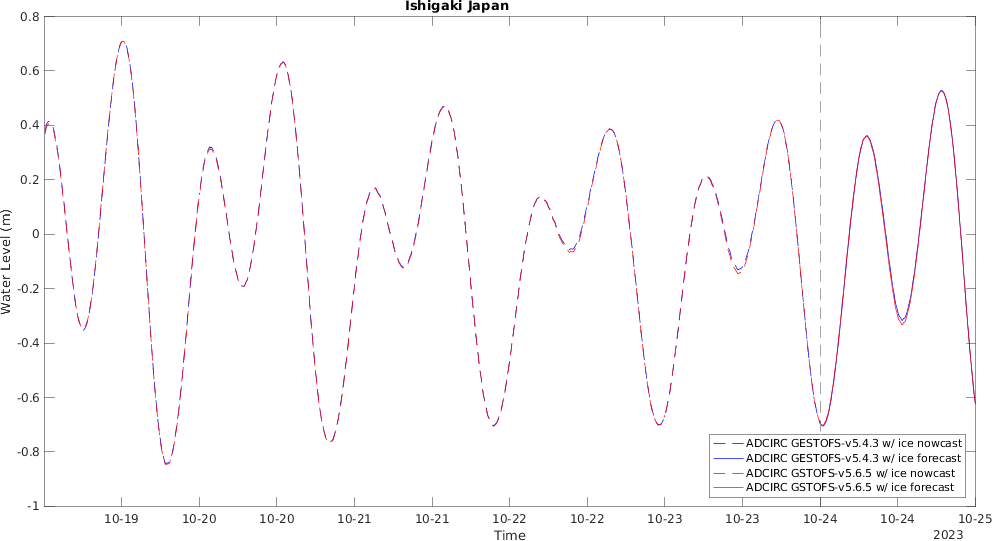 Ishigaki Japan
0.8
0.6
0.4
0.2
0
-0.2
-0.4
-0.6
-0.8
-1
Water Level (m)
ADCIRC GESTOFS-v5.4.3 w/ ice nowcast
ADCIRC GESTOFS-v5.4.3 w/ ice forecast
ADCIRC GSTOFS-v5.6.5 w/ ice nowcast
ADCIRC GSTOFS-v5.6.5 w/ ice forecast
10-19 10-20 10-20 10-21 10-21 10-22 10-22 10-23 10-23 10-24 10-24 10-25
Time
2023